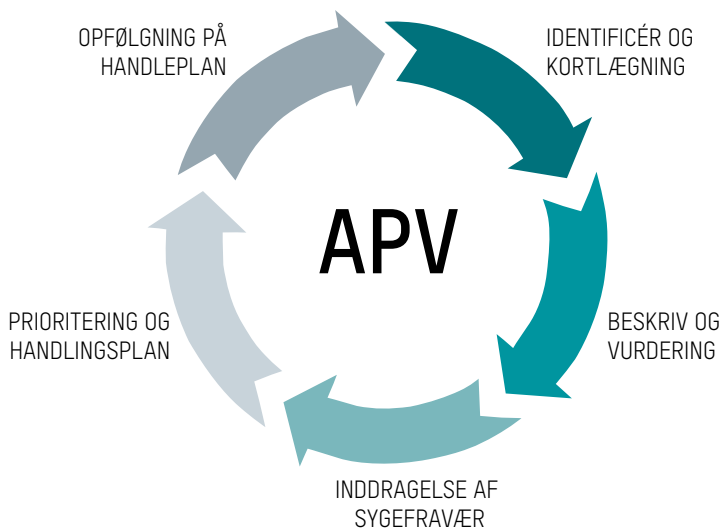 OPFØLGNING PÅ
HANDLEPLAN
IDENTIFICÉR OG
KORTLÆGNING
APV
PRIORITERING OG
HANDLINGSPLAN
BESKRIV OG
VURDERING
INDDRAGELSE AF
SYGEFRAVÆR